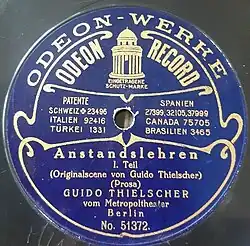 ODEON-WERKE
ODEON RECORD
EINGETRAGENE
SCHUTZ-MARKE
PATENTE
SCHWEIZ 23495
ITALIEN 92416
TÜRKEI 1331
SPANIEN
27399,32105,37999
CANADA 75705
BRASILIEN 3465
Anstandslehren
I. Teil
(Originalscene von Guido Thielscher)
(Prosa)
GUIDO THIELSCHER
vom Metropoltheater
Berlin
No. 51372.